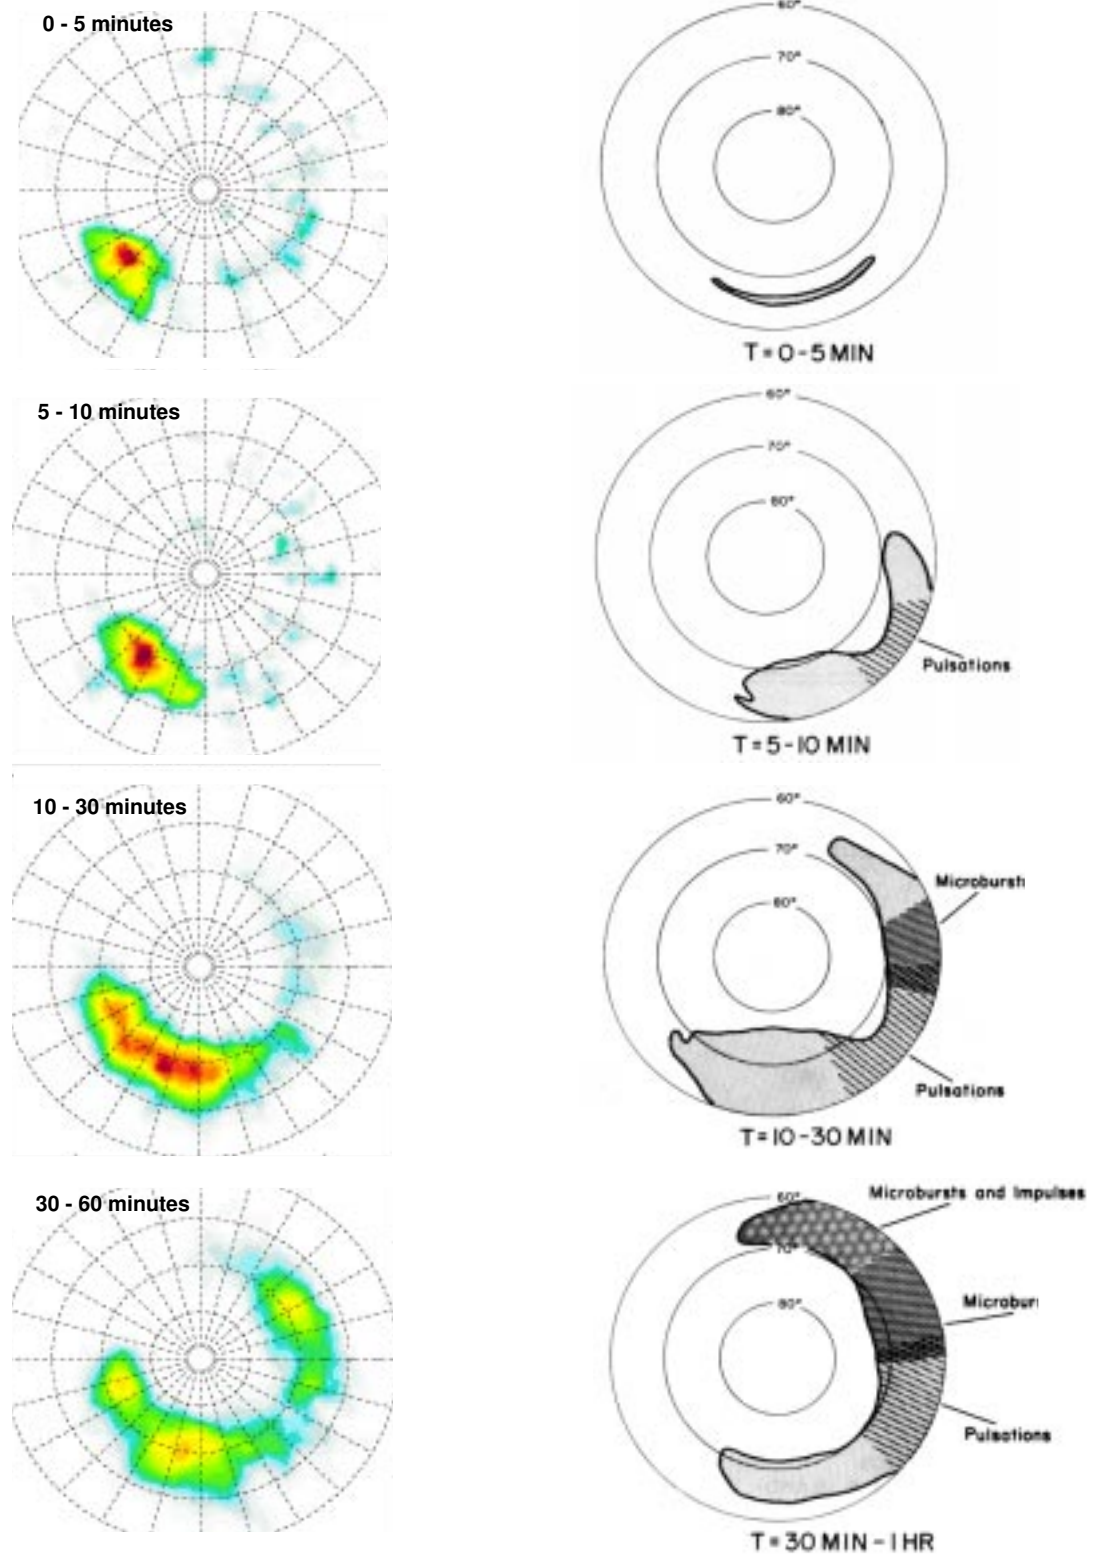 0 - 5 minutes
60°
70°
80°
T = 0 - 5 MIN
5 - 10 minutes
60°
70°
80°
Pulsations
T = 5 - 10 MIN
10 - 30 minutes
60°
70°
80°
Microburst
Pulsations
T = 10 - 30 MIN
30 - 60 minutes
Microbursts and Impulses
60°
70°
80°
Microbur
Pulsations
T = 30 MIN - 1 HR